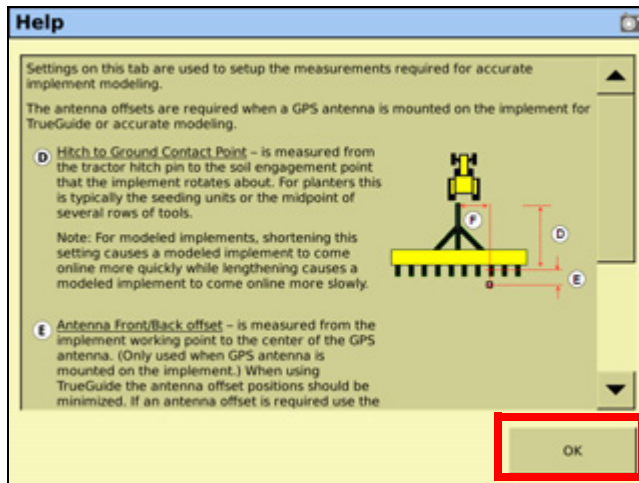 Help
Settings on this tab are used to setup the measurements required for accurate
implement modeling.
The antenna offsets are required when a GPS antenna is mounted on the implement for
TrueGuide or accurate modeling.
D Hitch to Ground Contact Point – is measured from
the tractor hitch pin to the soil engagement point
that the implement rotates about. For planters this
is typically the seeding units or the midpoint of
several rows of tools.
Note: For modeled implements, shortening this
setting causes a modeled implement to come
online more quickly while lengthening causes a
modeled implement to come online more slowly.
F
D
E
E Antenna Front/Back offset – is measured from the
implement working point to the center of the GPS
antenna. (Only used when GPS antenna is
mounted on the implement.) When using
TrueGuide the antenna offset positions should be
minimized. If an antenna offset is required use the
OK